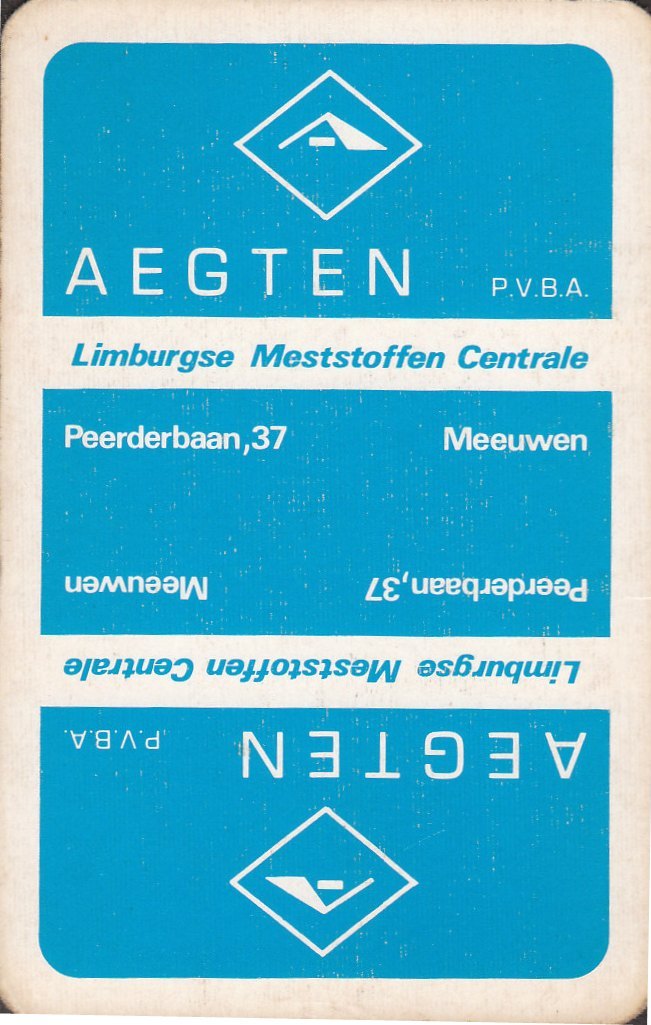 AEGTEN P.V.B.A.
Limburgse Meststoffen Centrale
Peerderbaan,37 Meeuwen
Peerderbaan,37 Meeuwen
Limburgse Meststoffen Centrale
AEGTEN P.V.B.A.